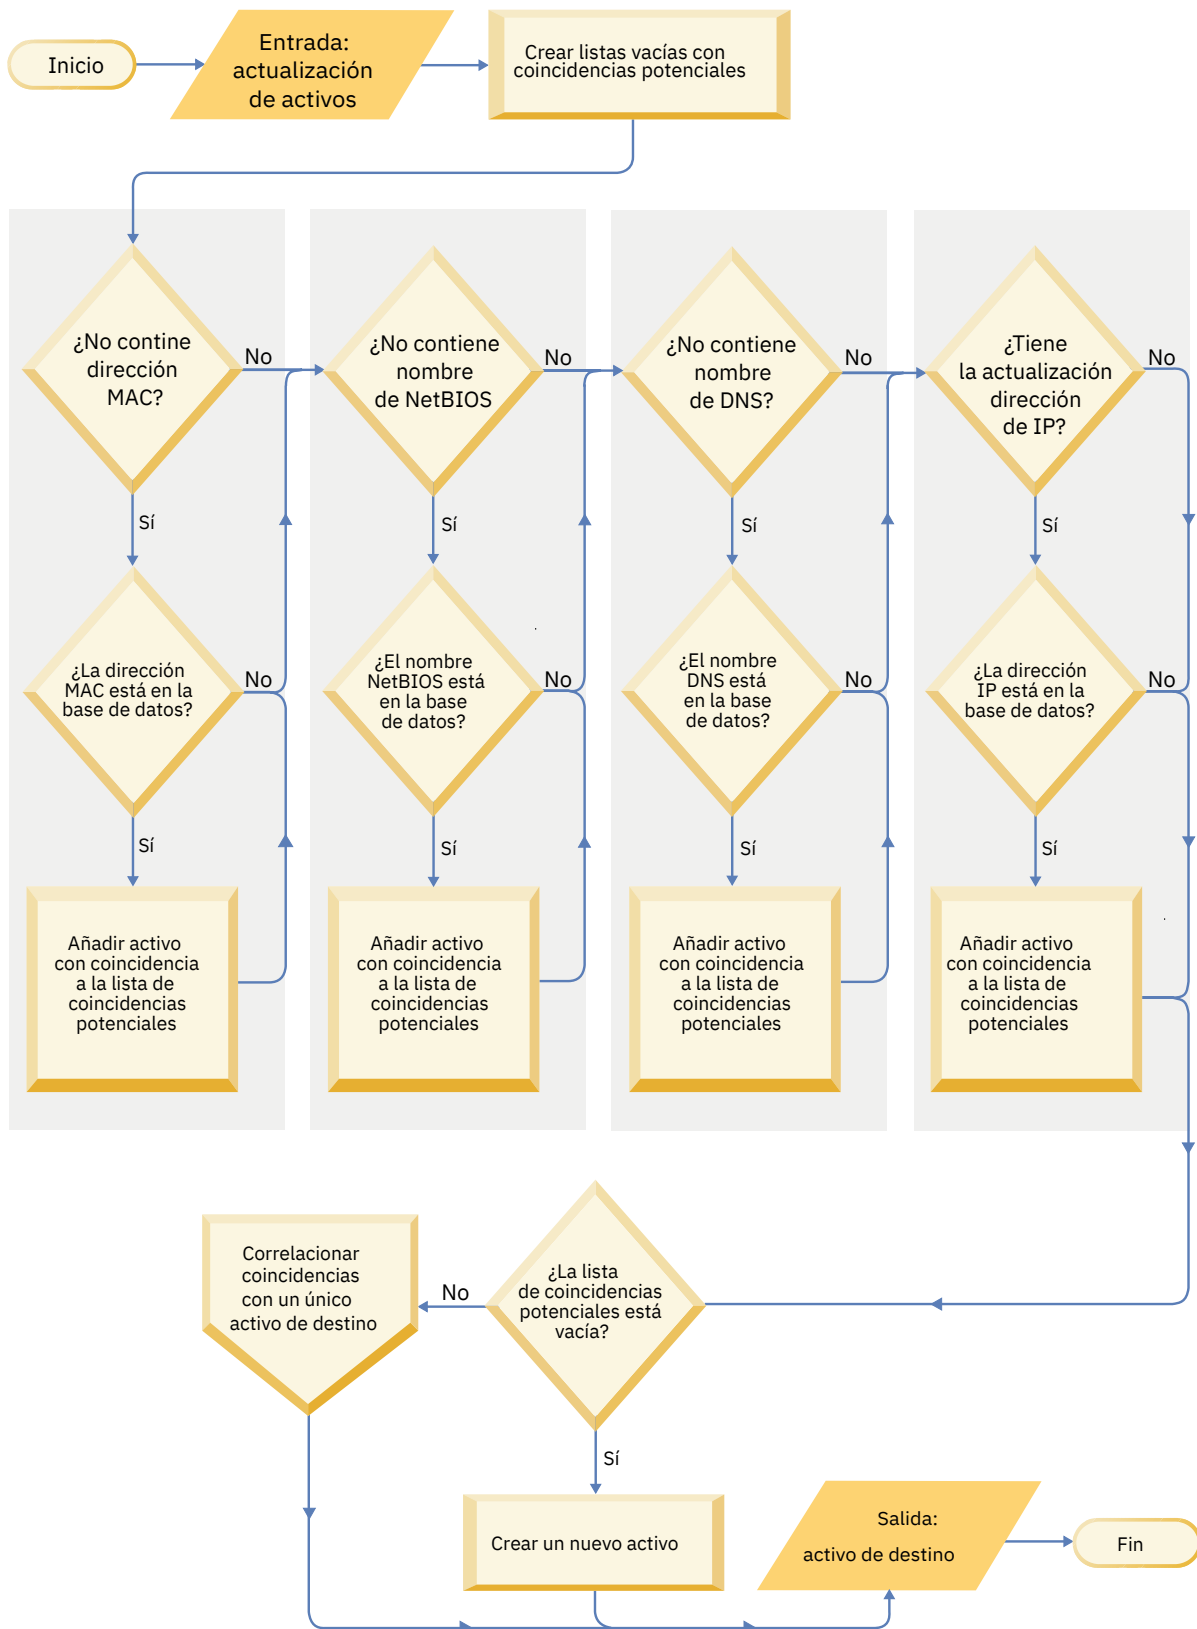 Inicio
Entrada:
actualización
de activos
Crear listas vacías con
coincidencias potenciales
¿No contine
dirección
MAC?
No
Sí
¿La dirección
MAC está en la
base de datos?
No
Sí
Añadir activo
con coincidencia
a la lista de
coincidencias
potenciales
¿No contiene
nombre
de NetBIOS
No
Sí
¿El nombre
NetBIOS está
en la base
de datos?
No
Sí
Añadir activo
con coincidencia
a la lista de
coincidencias
potenciales
¿No contiene
nombre
de DNS?
No
Sí
¿El nombre
DNS está
en la base
de datos?
No
Sí
Añadir activo
con coincidencia
a la lista de
coincidencias
potenciales
¿Tiene
la actualización
dirección
de IP?
No
Sí
¿La dirección
IP está en la
base de datos?
No
Sí
Añadir activo
con coincidencia
a la lista de
coincidencias
potenciales
¿La lista
de coincidencias
potenciales está
vacía?
No
Correlacionar
coincidencias
con un único
activo de destino
Sí
Crear un nuevo activo
Salida:
activo de destino
Fin